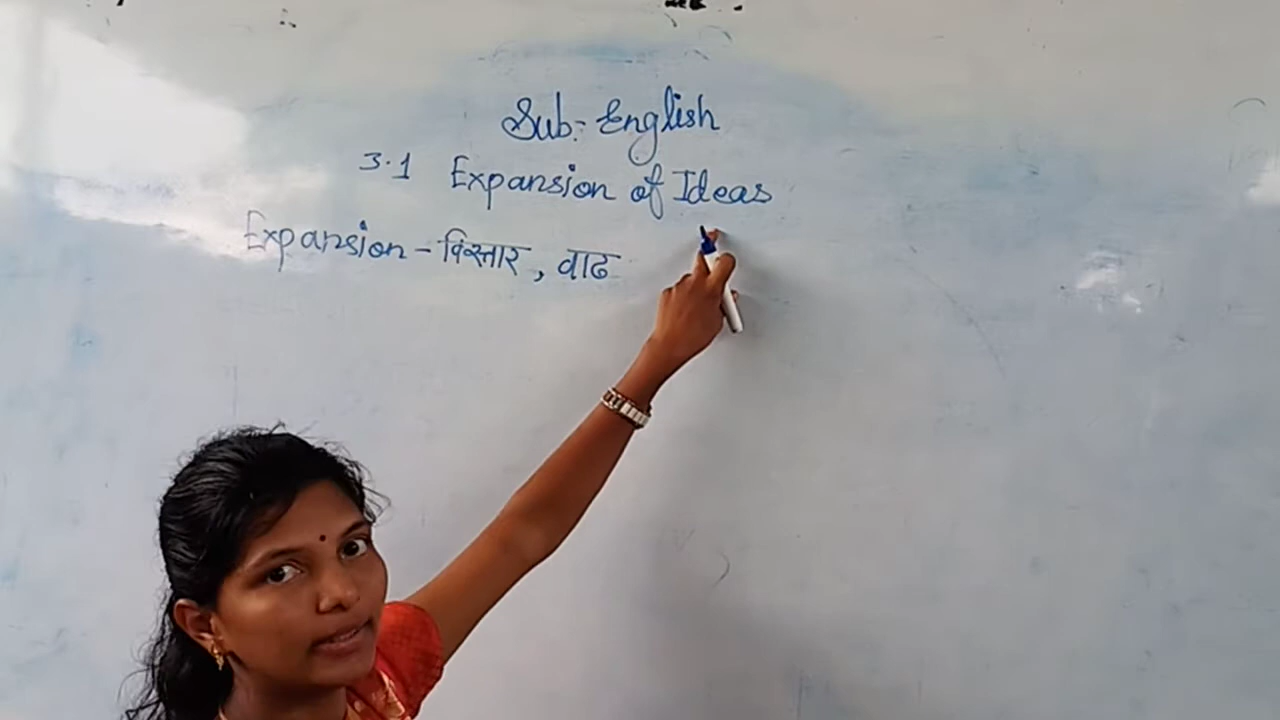 Sub:- English
3.1 Expansion of Ideas
Expansion - विस्तार, वाढ